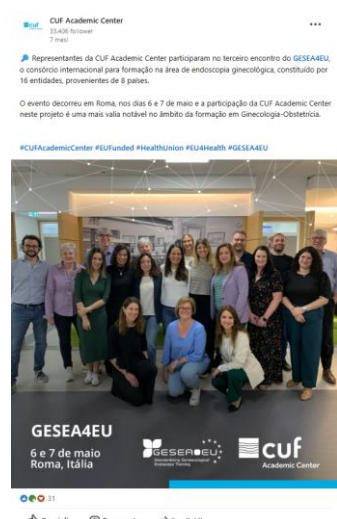 CUF Academic Center
33,406 follower
7 mesi
Representantes da CUF Academic Center participaram no terceiro encontro do GESEA4EU,
o consórcio internacional para formação na área de endoscopia ginecológica, constituído por
16 entidades, provenientes de 8 países.
O evento decorreu em Roma, nos dias 6 e 7 de maio e a participação da CUF Academic Center
neste projeto é uma mais valia notável no âmbito da formação em Ginecologia-Obstetrícia.
#CUFAcademicCenter #EUFunded #HealthUnion #EU4Health #GESEA4EU
GESEA4EU
6 e 7 de maio
Roma, Itália
GESEA4EU
cuf
Academic Center
31